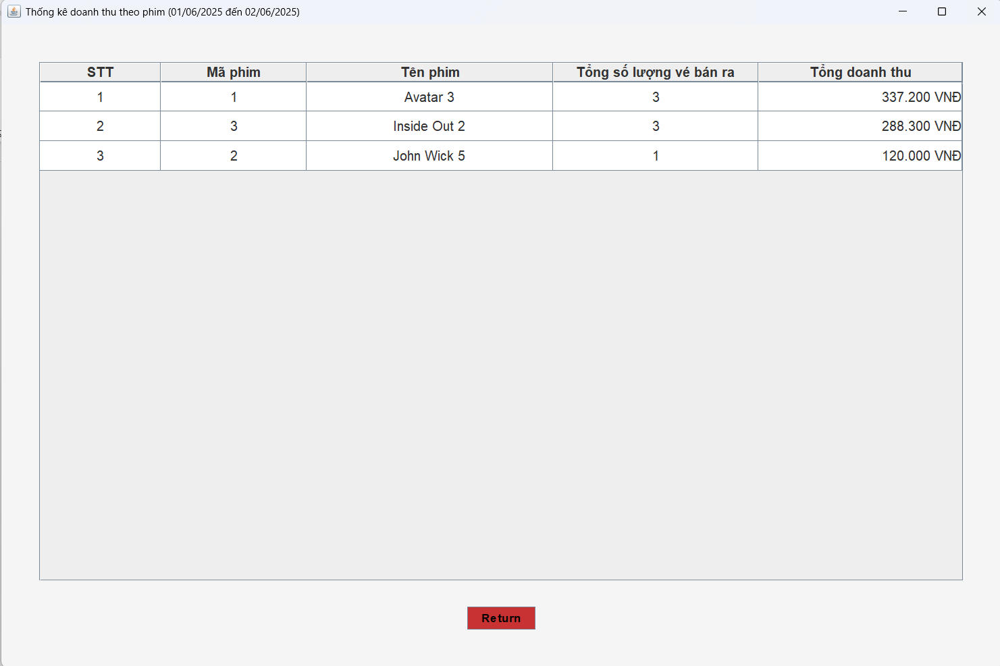 Thống kê doanh thu theo phim (01/06/2025 đến 02/06/2025)
STT Mã phim Tên phim Tổng số lượng vé bán ra Tổng doanh thu
1 1 Avatar 3 3 337.200 VNĐ
2 3 Inside Out 2 3 288.300 VNĐ
3 2 John Wick 5 1 120.000 VNĐ
Return